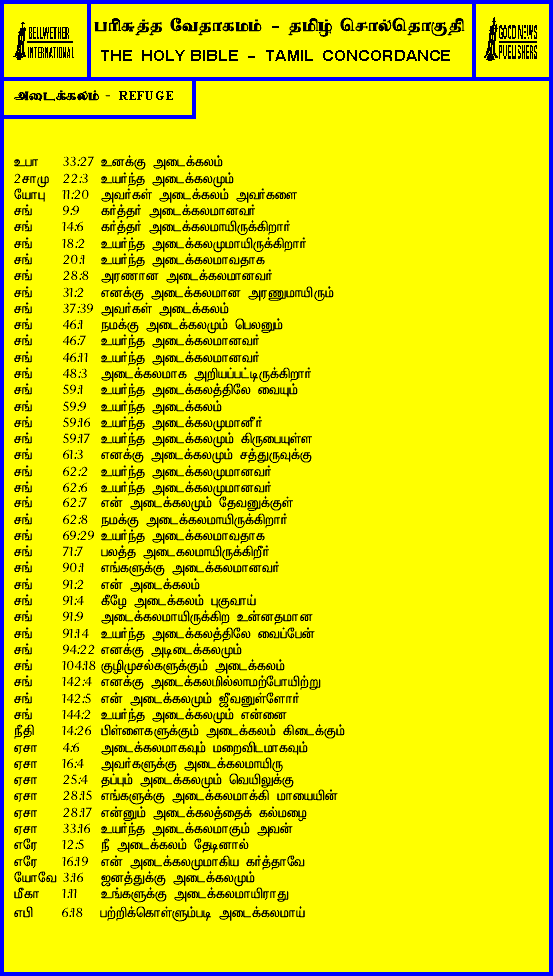 BELLWETHER
INTERNATIONAL
பரிசுத்த வேதாகமம் - தமிழ் சொல்தொகுதி
THE HOLY BIBLE - TAMIL CONCORDANCE
GOOD NEWS
PUBLISHERS
அடைக்கலம் - REFUGE
உபா 33:27 உனக்கு அடைக்கலம்
2சாமு 22:3 உயர்ந்த அடைக்கலமும்
யோபு 11:20 அவர்கள் அடைக்கலம் அவர்களை
சங் 9:9 கர்த்தர் அடைக்கலமானவர்
சங் 14:6 கர்த்தர் அடைக்கலமாயிருக்கிறார்
சங் 18:2 உயர்ந்த அடைக்கலமுமாயிருக்கிறார்
சங் 20:1 உயர்ந்த அடைக்கலமாவதாக
சங் 28:8 அரணான அடைக்கலமானவர்
சங் 31:2 எனக்கு அடைக்கலமான அரணுமாயிரும்
சங் 37:39 அவர்கள் அடைக்கலம்
சங் 46:1 நமக்கு அடைக்கலமும் பெலனும்
சங் 46:7 உயர்ந்த அடைக்கலமானவர்
சங் 46:11 உயர்ந்த அடைக்கலமானவர்
சங் 48:3 அடைக்கலமாக அறியப்பட்டிருக்கிறார்
சங் 59:1 உயர்ந்த அடைக்கலத்திலே வையும்
சங் 59:9 உயர்ந்த அடைக்கலம்
சங் 59:16 உயர்ந்த அடைக்கலமுமானீர்
சங் 59:17 உயர்ந்த அடைக்கலமும் கிருபையுள்ள
சங் 61:3 எனக்கு அடைக்கலமும் சத்துருவுக்கு
சங் 62:2 உயர்ந்த அடைக்கலமுமானவர்
சங் 62:6 உயர்ந்த அடைக்கலமுமானவர்
சங் 62:7 என் அடைக்கலமும் தேவனுக்குள்
சங் 62:8 நமக்கு அடைக்கலமாயிருக்கிறார்
சங் 69:29 உயர்ந்த அடைக்கலமாவதாக
சங் 71:7 பலத்த அடைகலமாயிருக்கிறீர்
சங் 90:1 எங்களுக்கு அடைக்கலமானவர்
சங் 91:2 என் அடைக்கலம்
சங் 91:4 கீழே அடைக்கலம் புகுவாய்
சங் 91:9 அடைக்கலமாயிருக்கிற உன்னதமான
சங் 91:14 உயர்ந்த அடைக்கலத்திலே வைப்பேன்
சங் 94:22 எனக்கு அடிடைக்கலமும்
சங் 104:18 குழிமுசல்களுக்கும் அடைக்கலம்
சங் 142:4 எனக்கு அடைக்கலமில்லாமற்போயிற்று
சங் 142:5 என் அடைக்கலமும் ஜீவனுள்ளோர்
சங் 144:2 உயர்ந்த அடைக்கலமும் என்னை
நீதி 14:26 பிள்ளைகளுக்கும் அடைக்கலம் கிடைக்கும்
ஏசா 4:6 அடைக்கலமாகவும் மறைவிடமாகவும்
ஏசா 16:4 அவர்களுக்கு அடைக்கலமாயிரு
ஏசா 25:4 தப்பும் அடைக்கலமும் வெயிலுக்கு
ஏசா 28:15 எங்களுக்கு அடைக்கலமாக்கி மாயையின்
ஏசா 28:17 என்னும் அடைக்கலத்தைக் கல்மழை
ஏசா 33:16 உயர்ந்த அடைக்கலமாகும் அவன்
எரே 12:5 நீ அடைக்கலம் தேடினால்
எரே 16:19 என் அடைக்கலமுமாகிய கர்த்தாவே
யோவே 3:16 ஜனத்துக்கு அடைக்கலமும்
மீகா 1:11 உங்களுக்கு அடைக்கலமாயிராது
எபி 6:18 பற்றிக்கொள்ளும்படி அடைக்கலமாய்